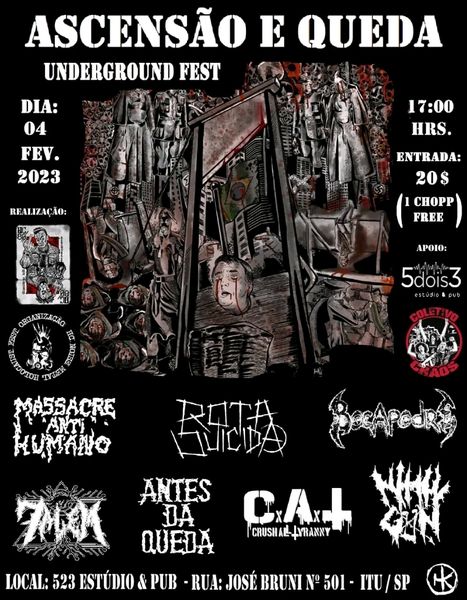 ASCENSÃO E QUEDA
UNDERGROUND FEST
DIA:
04
FEV.
2023
17:00
HRS.
ENTRADA:
20$
(1 CHOPP
FREE)
REALIZAÇÃO:
APOIO:
5dois3
estúdio & pub
COLETIVO
CHAOS
MASSACRE
ANTI
HUMANO
ROTA
SUICIDA
BOCAPODRE
ANTES
DA
QUEDA
C.A.T
CRUSH ALL TYRANNY
LOCAL: 523 ESTÚDIO & PUB - RUA: JOSÉ BRUNI Nº 501 - ITU / SP